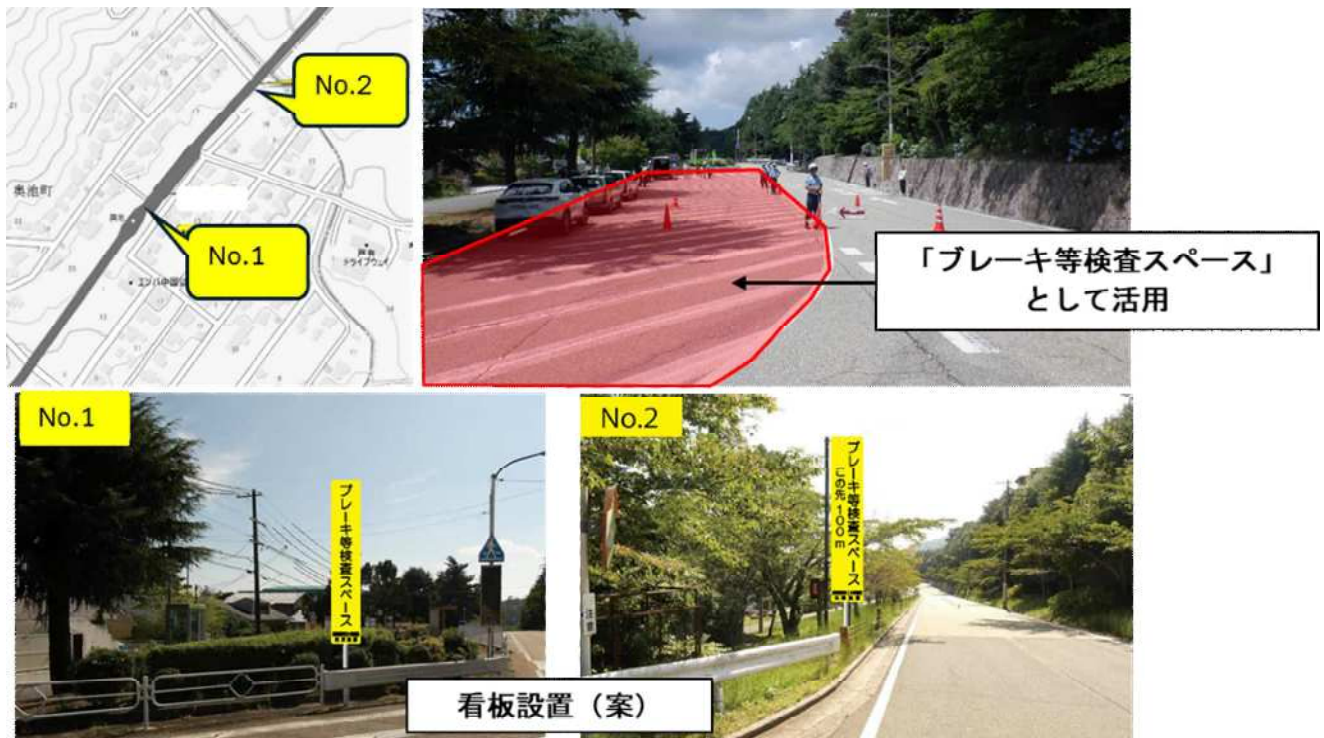 No.2
奥池町
No.1
ドライブウェイ
「ブレーキ等検査スペース」
として活用
No.1
ブレーキ等検査スペース
No.2
ブレーキ等検査スペース
この先100m
注意
看板設置（案）